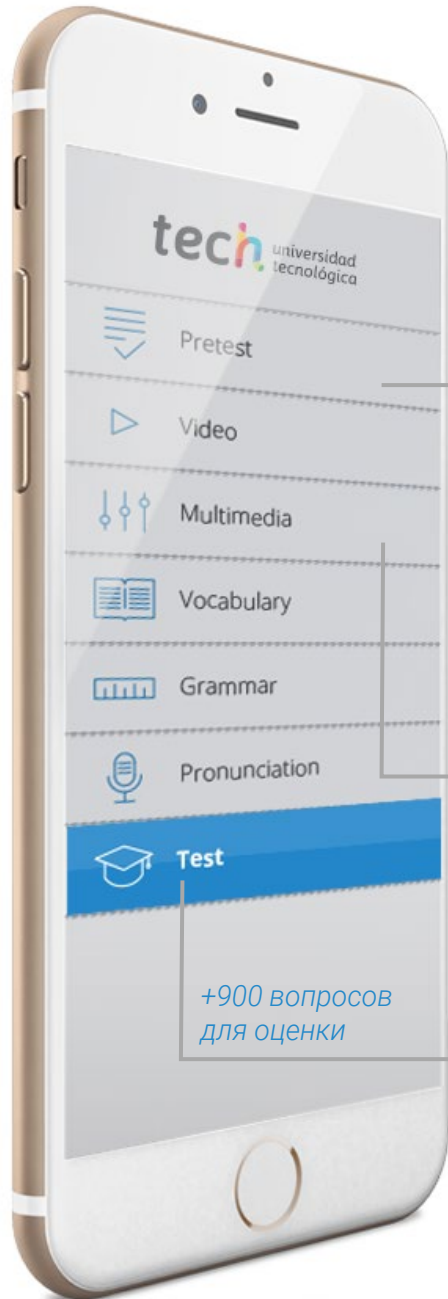 tech universidad
tecnológica
Pretest
Video
Multimedia
Vocabulary
Grammar
Pronunciation
Test
+900 вопросов
для оценки